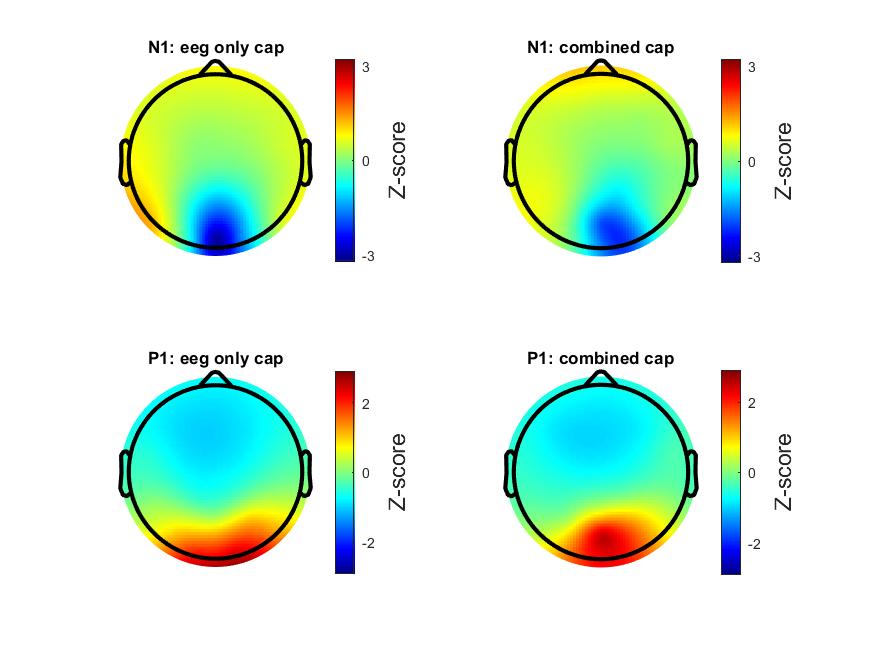 N1: eeg only cap
3
0
-3
Z-score
N1: combined cap
3
0
-3
Z-score
P1: eeg only cap
2
0
-2
Z-score
P1: combined cap
2
0
-2
Z-score